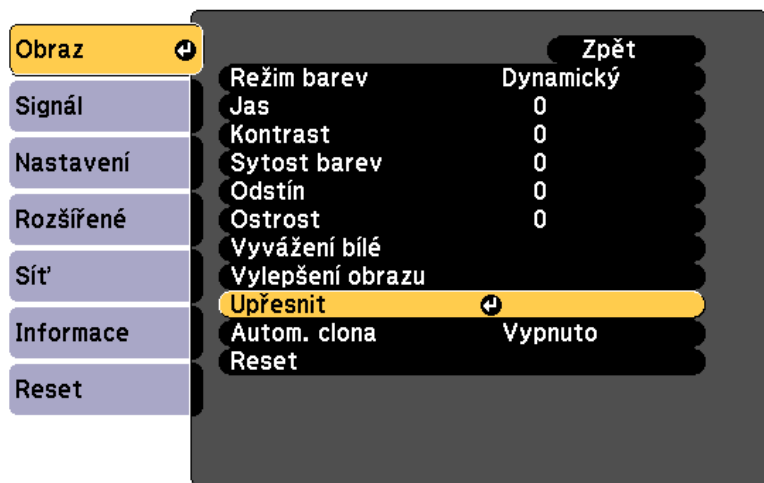 Obraz
Signál
Nastavení
Rozšířené
Síť
Informace
Reset
Zpět
Režim barev Dynamický
Jas 0
Kontrast 0
Sytost barev 0
Odstín 0
Ostrost 0
Vyvážení bílé
Vylepšení obrazu
Upřesnit
Autom. clona Vypnuto
Reset